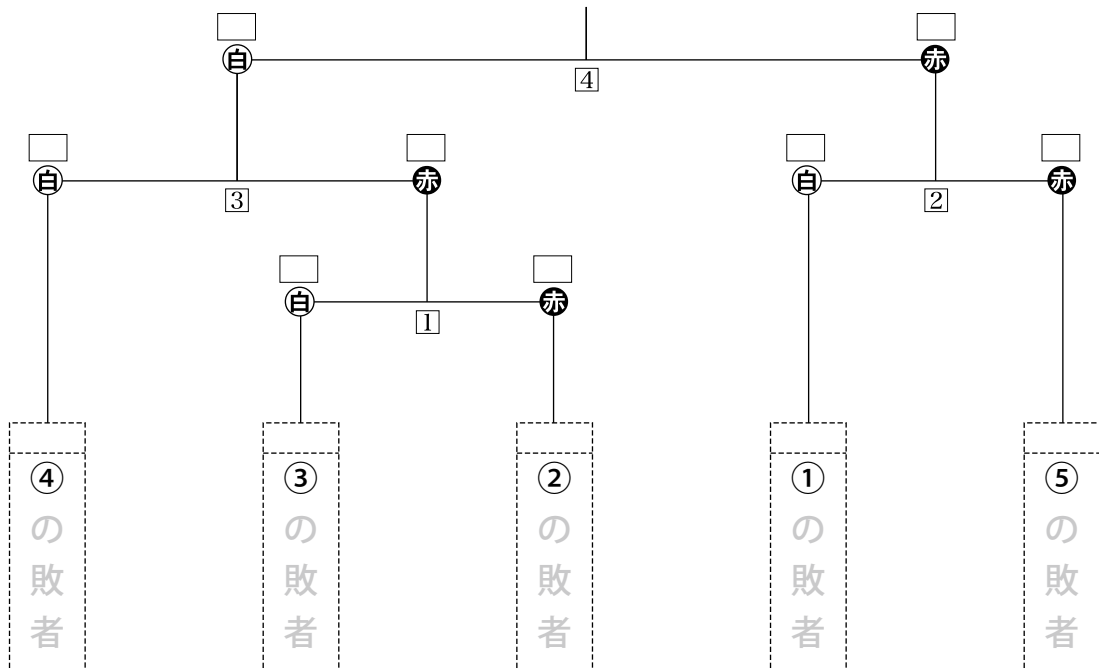 白 赤
4
白 赤 白 赤
3 2
白 赤
1
④の敗者
③の敗者
②の敗者
①の敗者
⑤の敗者